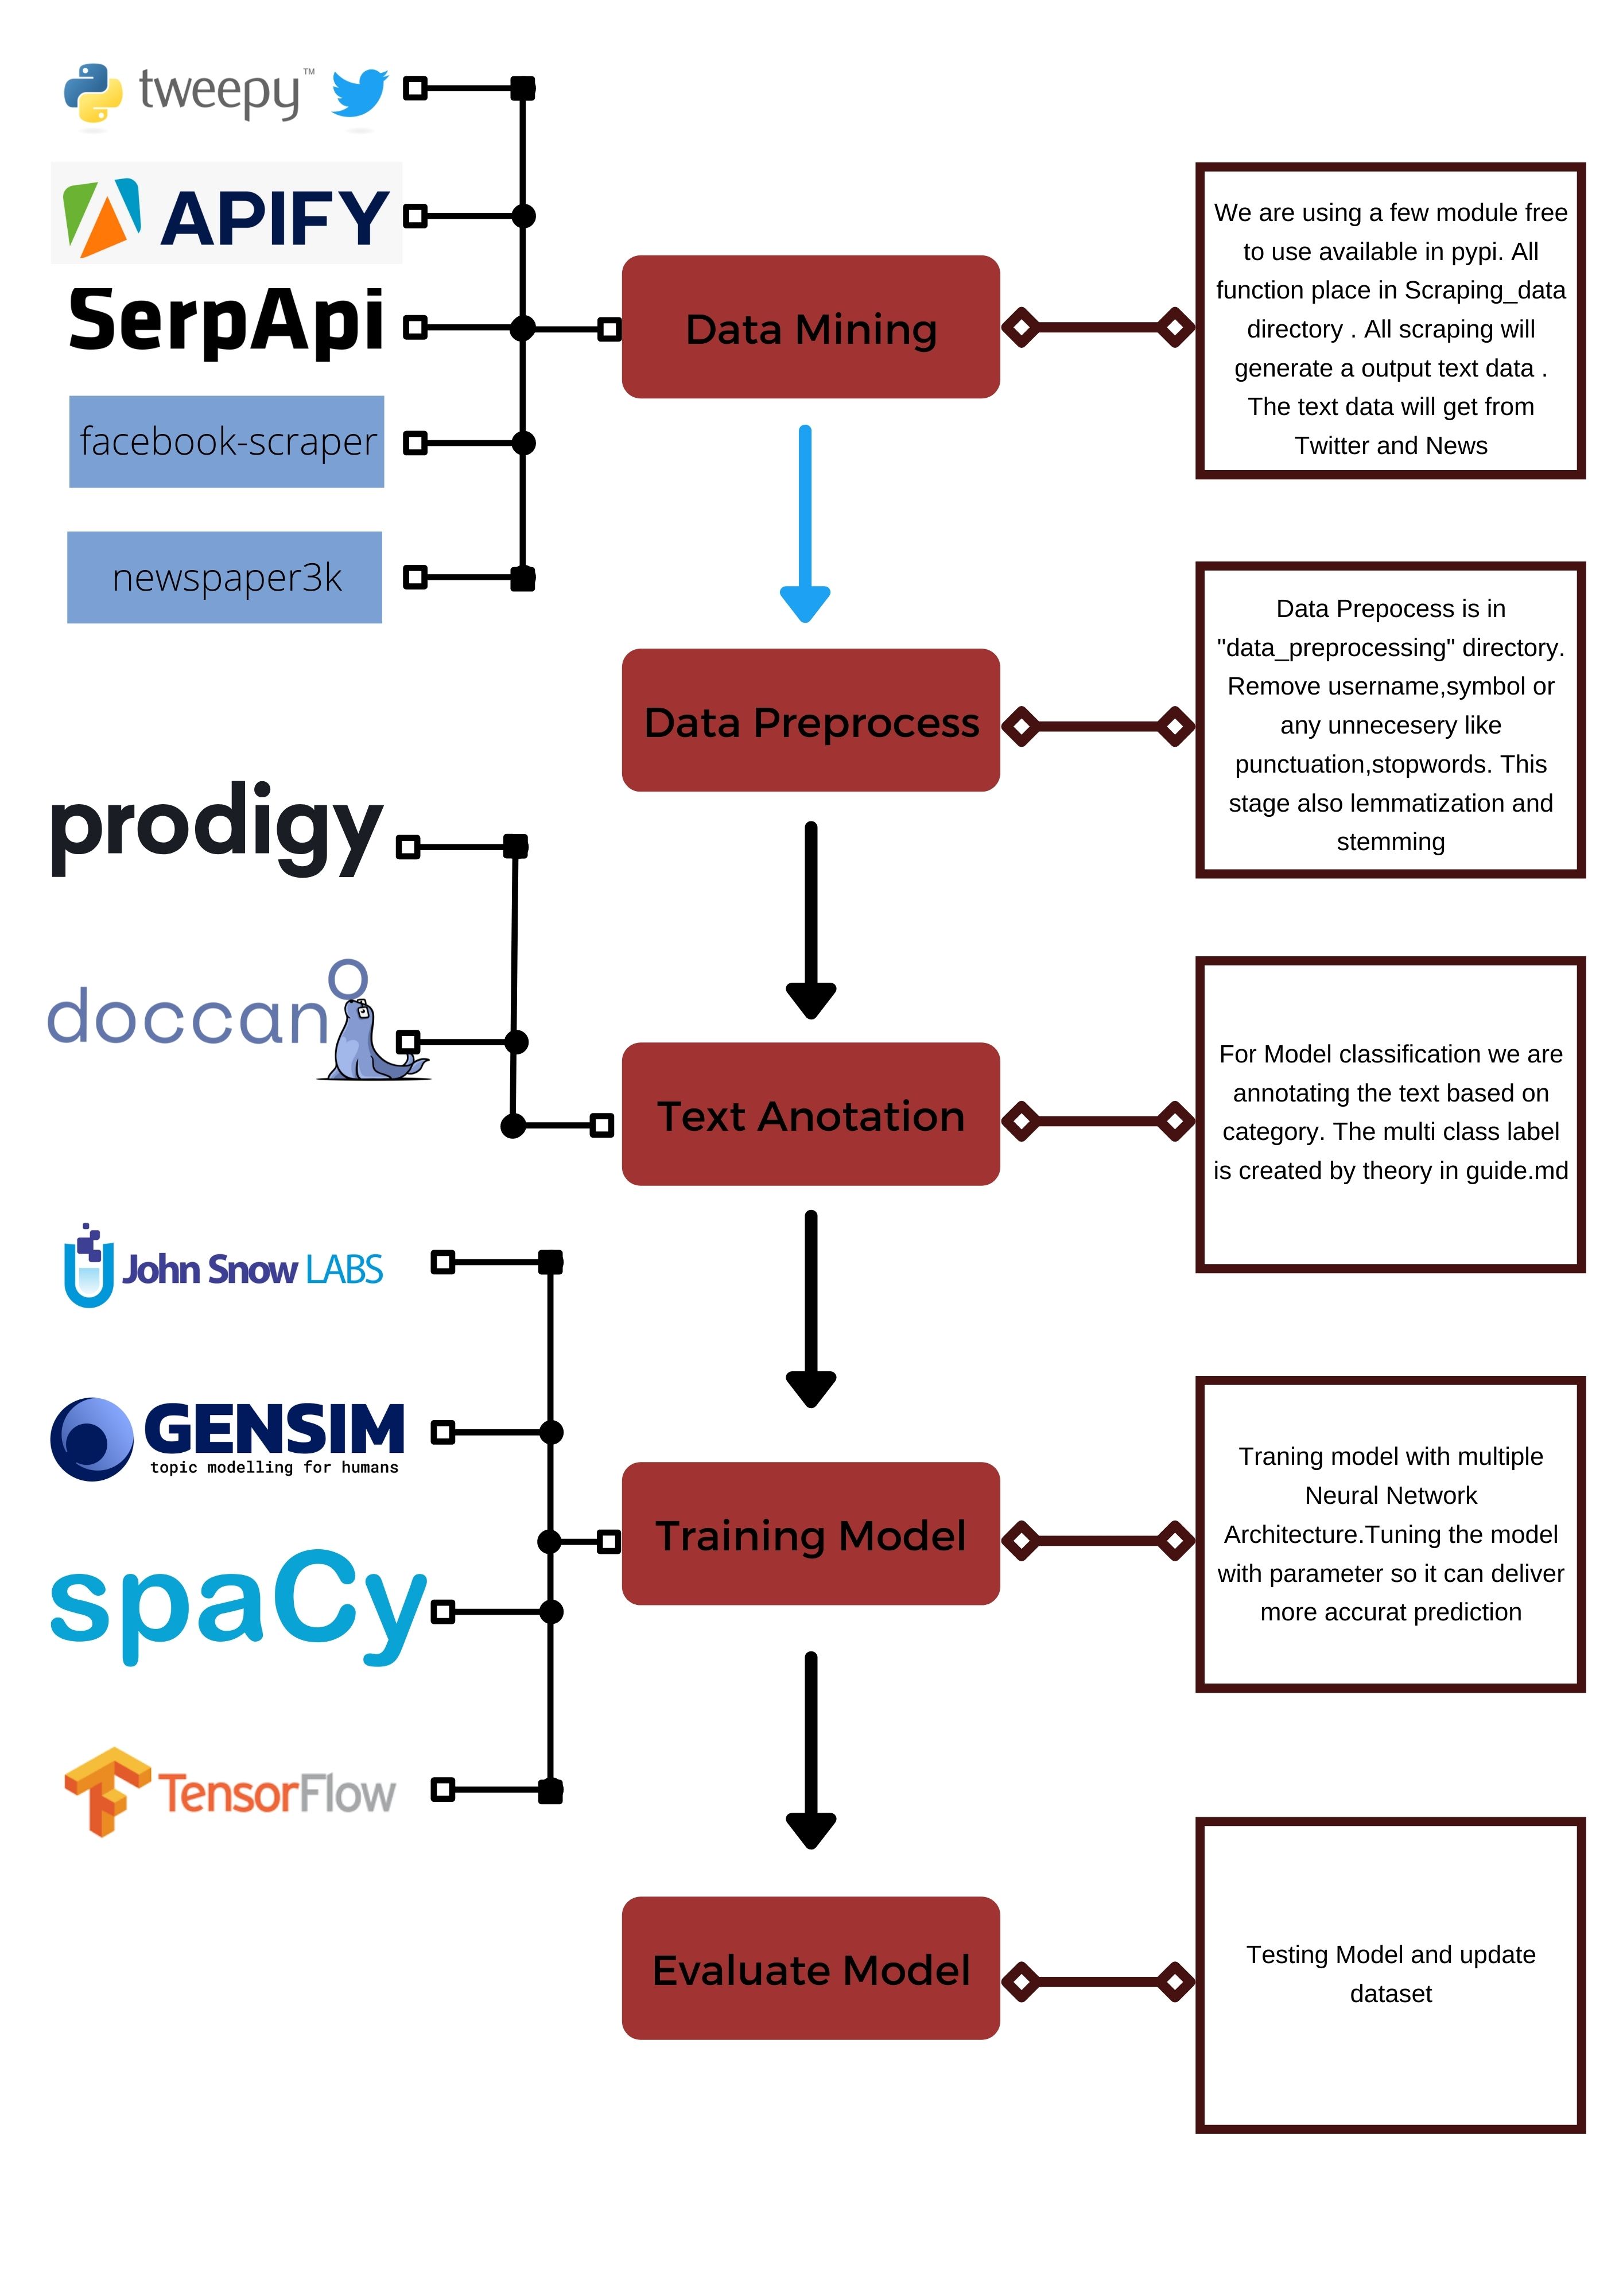 tweepy™
APIFY
SerpApi
facebook-scraper
newspaper3k
Data Mining
We are using a few module free
to use available in pypi. All
function place in Scraping_data
directory . All scraping will
generate a output text data .
The text data will get from
Twitter and News
Data Preprocess
Data Prepocess is in
"data_preprocessing" directory.
Remove username,symbol or
any unnecesery like
punctuation,stopwords. This
stage also lemmatization and
stemming
prodigy
doccano
Text Anotation
For Model classification we are
annotating the text based on
category. The multi class label
is created by theory in guide.md
John Snow LABS
GENSIM
topic modelling for humans
spaCy
TensorFlow
Training Model
Traning model with multiple
Neural Network
Architecture.Tuning the model
with parameter so it can deliver
more accurat prediction
Evaluate Model
Testing Model and update
dataset